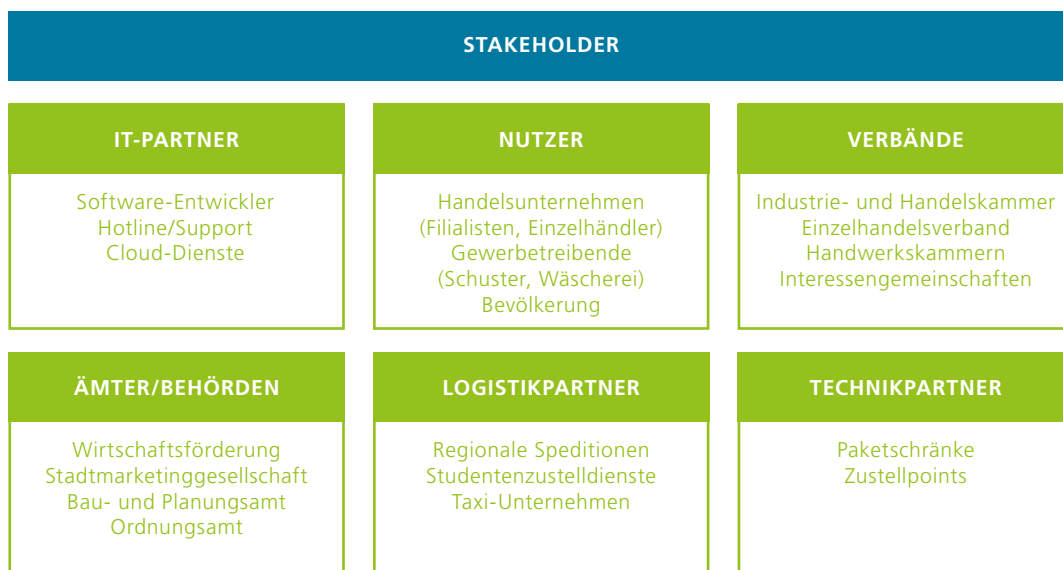 STAKEHOLDER
IT-PARTNER
Software-Entwickler
Hotline/Support
Cloud-Dienste
NUTZER
Handelsunternehmen
(Filialisten, Einzelhändler)
Gewerbetreibende
(Schuster, Wäscherei)
Bevölkerung
VERBÄNDE
Industrie- und Handelskammer
Einzelhandelsverband
Handwerkskammern
Interessengemeinschaften
ÄMTER/BEHÖRDEN
Wirtschaftsförderung
Stadtmarketinggesellschaft
Bau- und Planungsamt
Ordnungsamt
LOGISTIKPARTNER
Regionale Speditionen
Studentenzustelldienste
Taxi-Unternehmen
TECHNIKPARTNER
Paketschränke
Zustellpoints